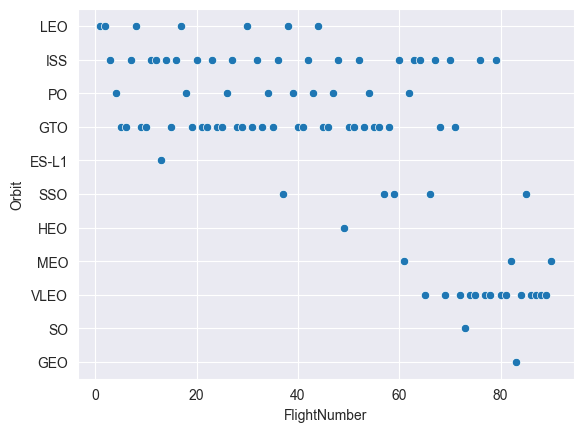 LEO
ISS
PO
GTO
ES-L1
SSO
HEO
MEO
VLEO
SO
GEO
Orbit
0 20 40 60 80
FlightNumber